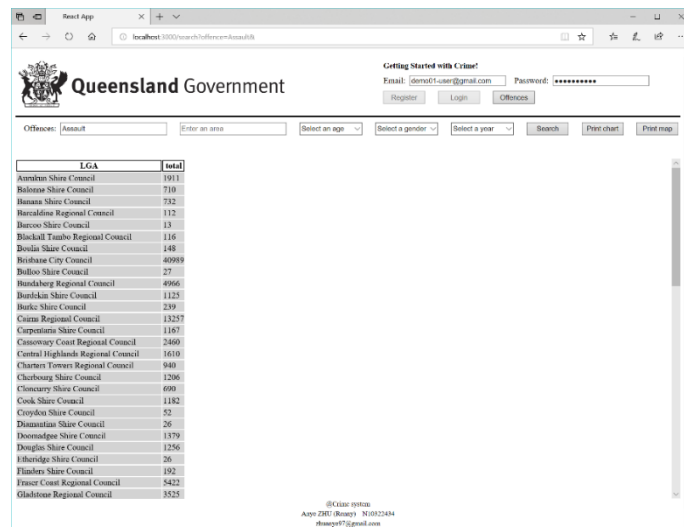 React App
localhost:3000/search?offence=Assault&
Queensland Government
Getting Started with Crime!
Email: demo01-user@gmail.com Password: ●●●●●●●●●●
Register Login Offences
Offences: Assault Enter an area Select an age Select a gender Select a year Search Print chart Print map
LGA total
Aurukun Shire Council 1911
Balonne Shire Council 710
Banana Shire Council 732
Barcaldine Regional Council 112
Barcoo Shire Council 13
Blackall Tambo Regional Council 116
Boulia Shire Council 148
Brisbane City Council 40989
Bulloo Shire Council 27
Bundaberg Regional Council 4966
Burdekin Shire Council 1125
Burke Shire Council 239
Cairns Regional Council 13257
Carpentaria Shire Council 1167
Cassowary Coast Regional Council 2460
Central Highlands Regional Council 1610
Charters Towers Regional Council 940
Cherbourg Shire Council 1206
Cloncurry Shire Council 690
Cook Shire Council 1182
Croydon Shire Council 52
Diamantina Shire Council 26
Doomadgee Shire Council 1379
Douglas Shire Council 1256
Etheridge Shire Council 26
Flinders Shire Council 192
Fraser Coast Regional Council 5422
Gladstone Regional Council 3525
@Crime system
ZHU N10322434